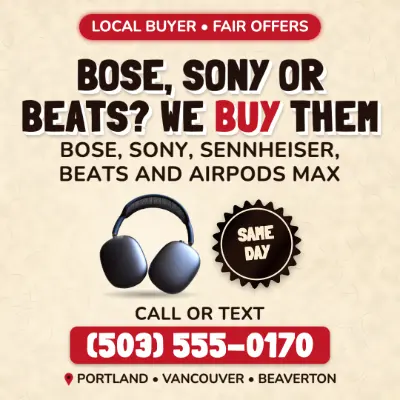 LOCAL BUYER • FAIR OFFERS
BOSE, SONY OR
BEATS? WE BUY THEM
BOSE, SONY, SENNHEISER,
BEATS AND AIRPODS MAX
SAME
DAY
CALL OR TEXT
(503) 555-0170
PORTLAND • VANCOUVER • BEAVERTON